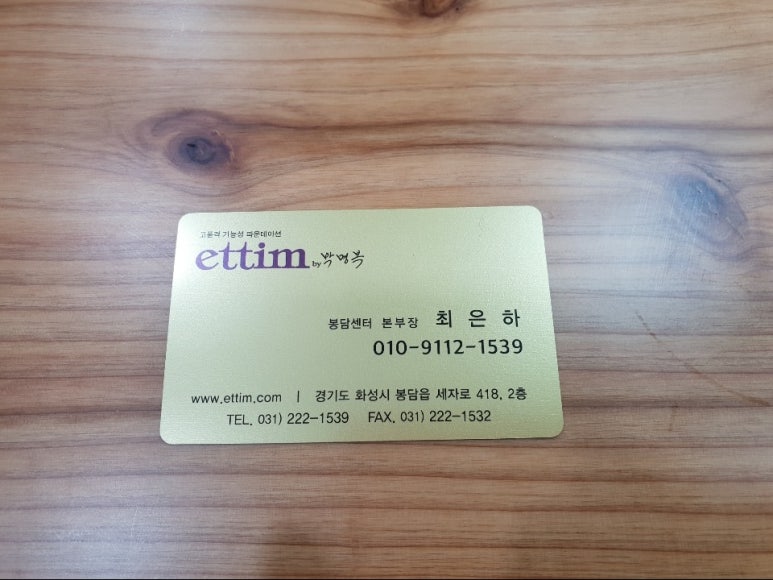 고품격 기능성 파운데이션
ettim by 박명복
봉담센터 본부장 최은하
010-9112-1539
www.ettim.com | 경기도 화성시 봉담읍 세자로 418, 2층
TEL. 031) 222-1539 FAX. 031) 222-1532